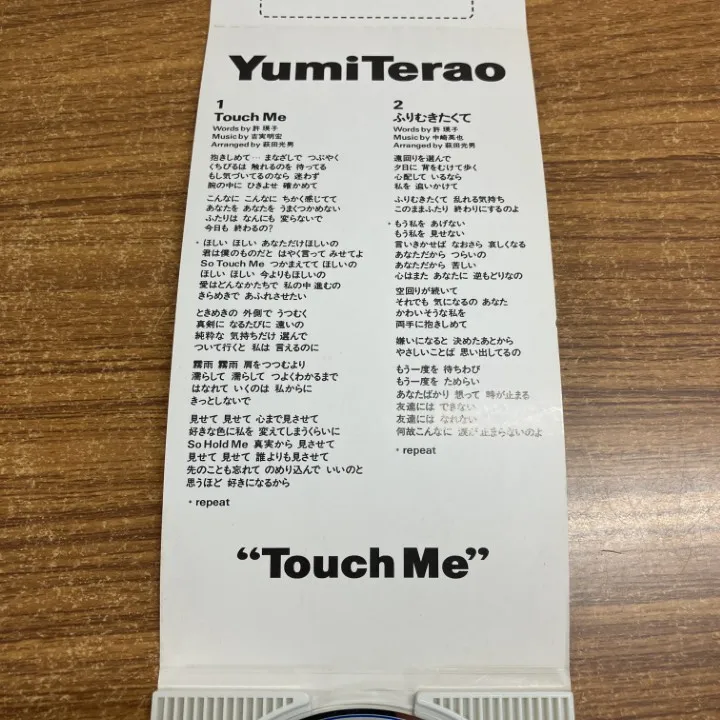 YumiTerao
1
Touch Me
Words by 許 瑛子
Music by 吉実明宏
Arranged by 萩田光男
抱きしめて… まなざしで つぶやく
くちびるは 触れるのを 待ってる
もし気づいてるのなら 迷わず
腕の中に ひきよせ 確かめて
こんなに こんなに ちかく感じてて
あなたを あなたを うまくつかめない
ふたりは なんにも 変らないで
今日も 終わるの?
* ほしい ほしい あなただけほしいの
君は僕のものだと はやく言って みせてよ
So Touch Me つかまえてて ほしいの
ほしい ほしい 今よりもほしいの
愛はどんなかたちで 私の中 進むの
きらめきで あふれさせたい
ときめきの 外側で うつむく
真剣に なるたびに 遠いの
純粋な 気持ちだけ 選んで
ついて行くと 私は 言えるのに
霧雨 霧雨 肩をつつむより
濡らして 濡らして つよくわかるまで
はなれて いくのは 私からに
きっとしないで
見せて 見せて 心まで見させて
好きな色に私を 変えてしまうくらいに
So Hold Me 真実から 見させて
見せて 見せて 誰よりも見させて
先のことも忘れて のめり込んで いいのと
思うほど 好きになるから
* repeat
2
ふりむきたくて
Words by 許 瑛子
Music by 中崎英也
Arranged by 萩田光男
遠回りを選んで
夕日に 背をむけて歩く
心配して いるなら
私を 追いかけて
ふりむきたくて 乱れる気持ち
このままふたり 終わりにするのよ
* もう私を あげない
もう私を 見せない
言いきかせば なおさら 哀しくなる
あなただから つらいの
あなただから 苦しい
心はまた あなたに 逆もどりなの
空回りが続いて
それでも 気になるの あなた
かわいそうな私を
両手に抱きしめて
嫌いになると 決めたあとから
やさしいことば 思い出してるの
もう一度を 待ちわび
もう一度を ためらい
あなたばかり 想って 時が止まる
友達には できない
友達には なれない
何故こんなに 涙が 止まらないのよ
* repeat
“Touch Me”